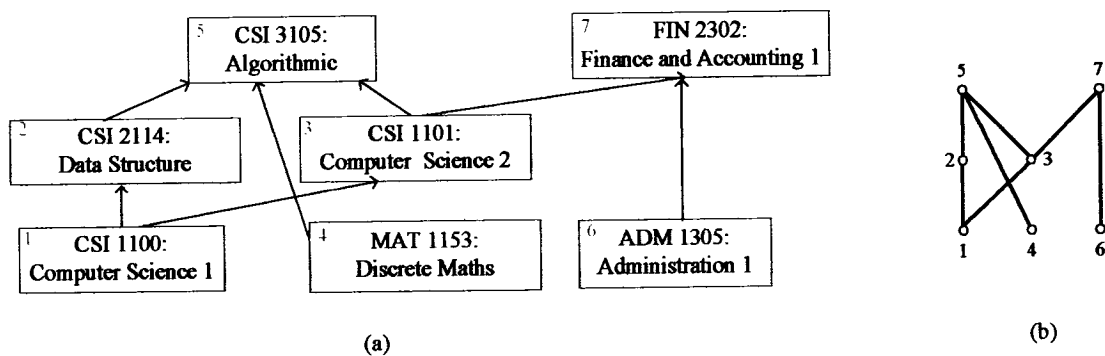 5 CSI 3105:
Algorithmic
7 FIN 2302:
Finance and Accounting 1
2 CSI 2114:
Data Structure
3 CSI 1101:
Computer Science 2
1 CSI 1100:
Computer Science 1
4 MAT 1153:
Discrete Maths
6 ADM 1305:
Administration 1
(a)
5 7
2 3
1 4 6
(b)